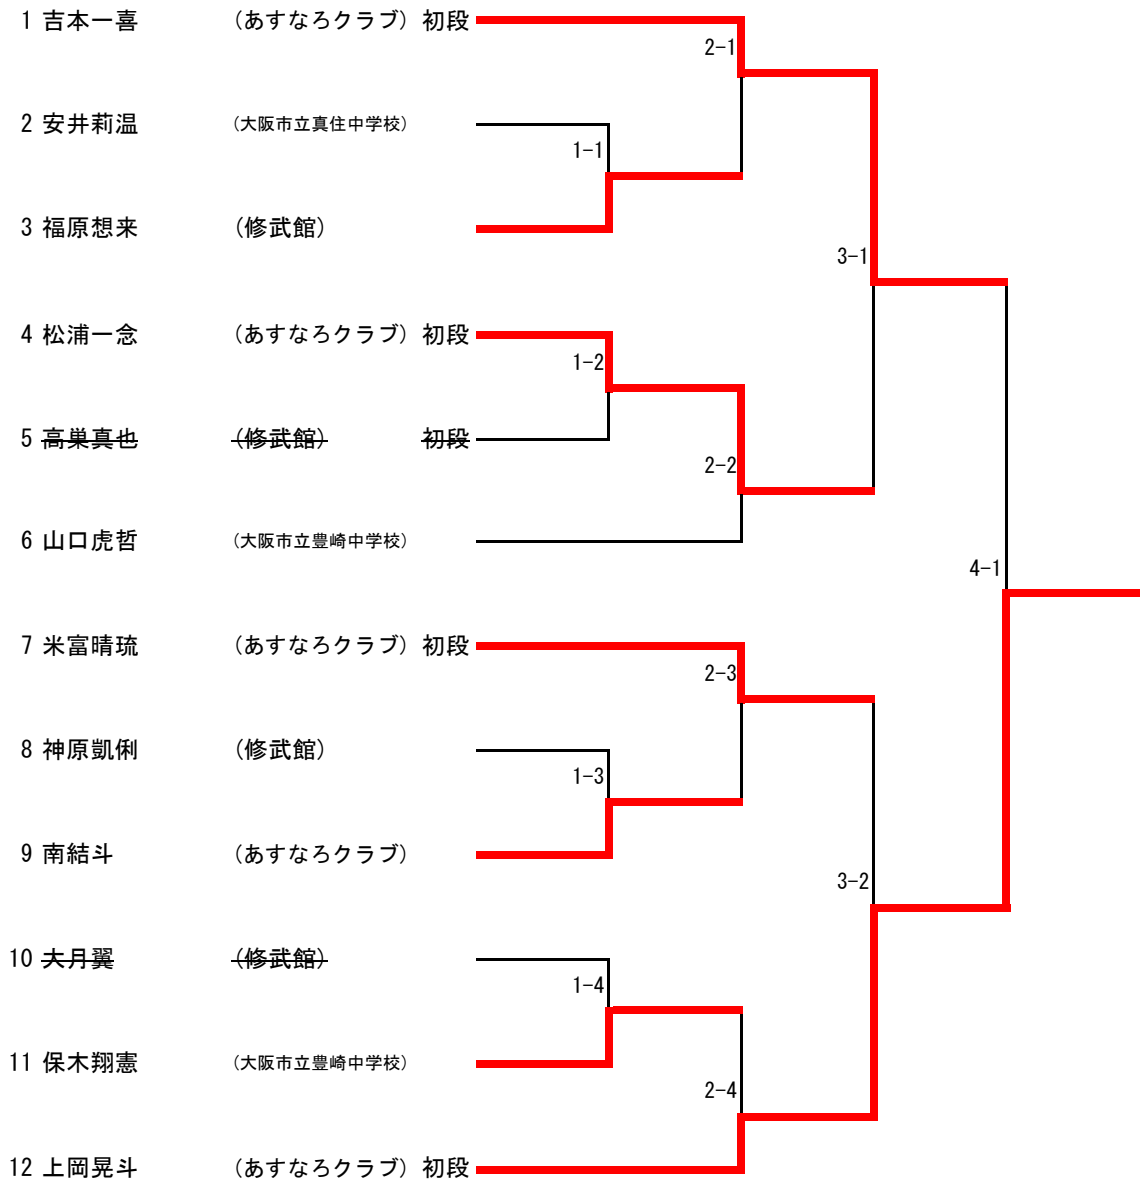 1 吉本一喜 (あすなろクラブ) 初段
2-1
2 安井莉温 (大阪市立真住中学校)
1-1
3 福原想来 (修武館)
3-1
4 松浦一念 (あすなろクラブ) 初段
1-2
5 高巣真也 (修武館) 初段
2-2
6 山口虎哲 (大阪市立豊崎中学校)
4-1
7 米富晴琉 (あすなろクラブ) 初段
2-3
8 神原凱俐 (修武館)
1-3
9 南結斗 (あすなろクラブ)
3-2
10 大月翼 (修武館)
1-4
11 保木翔憲 (大阪市立豊崎中学校)
2-4
12 上岡晃斗 (あすなろクラブ) 初段